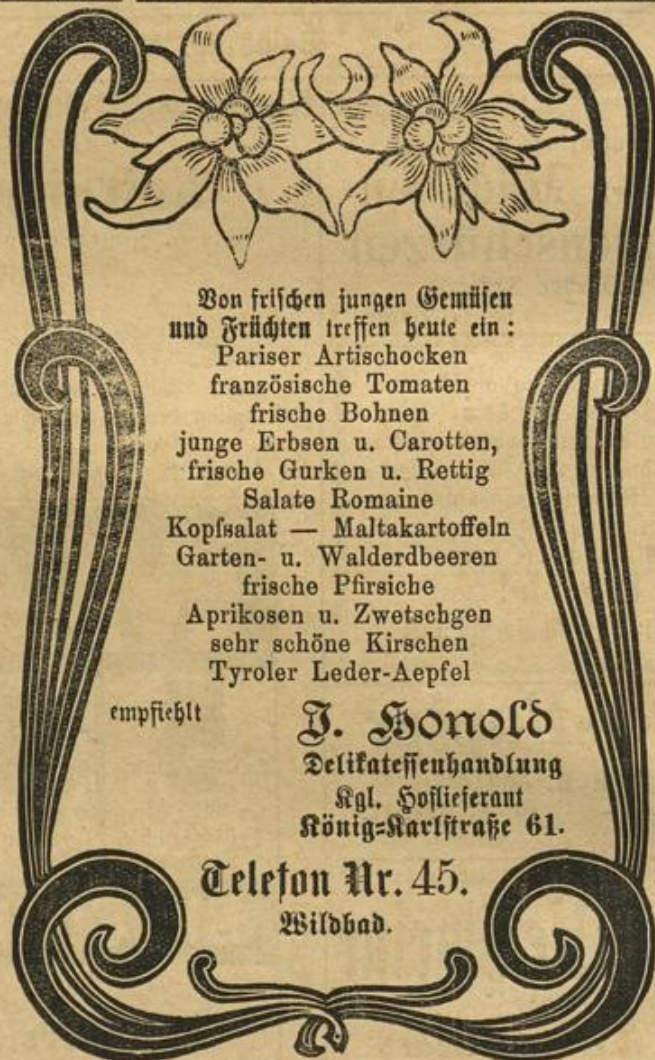 Von frischen jungen Gemüsen
und Früchten treffen heute ein:
Pariser Artischocken
französische Tomaten
frische Bohnen
junge Erbsen u. Carotten,
frische Gurken u. Rettig
Salate Romaine
Kopfsalat — Maltakartoffeln
Garten- u. Walderdbeeren
frische Pfirsiche
Aprikosen u. Zwetschgen
sehr schöne Kirschen
Tyroler Leder-Aepfel
empfiehlt J. Honold
Delikatessenhandlung
Kgl. Hoflieferant
König-Karlstraße 61.
Telefon Nr. 45.
Wildbad.